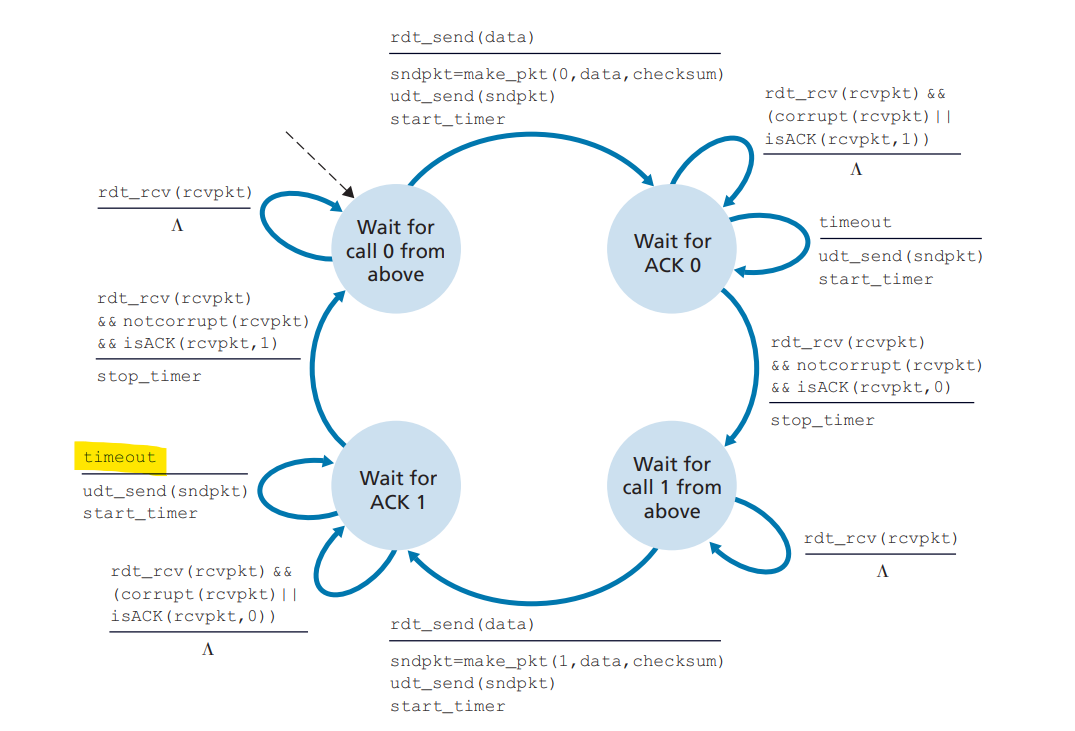 rdt_send(data)
sndpkt=make_pkt(0,data,checksum)
udt_send(sndpkt)
start_timer
rdt_rcv(rcvpkt) &&
(corrupt(rcvpkt)||
isACK(rcvpkt,1))
Λ
rdt_rcv(rcvpkt)
Λ
Wait for
call 0 from
above
Wait for
ACK 0
timeout
udt_send(sndpkt)
start_timer
rdt_rcv(rcvpkt)
&& notcorrupt(rcvpkt)
&& isACK(rcvpkt,1)
stop_timer
rdt_rcv(rcvpkt)
&& notcorrupt(rcvpkt)
&& isACK(rcvpkt,0)
stop_timer
timeout
udt_send(sndpkt)
start_timer
Wait for
ACK 1
Wait for
call 1 from
above
rdt_rcv(rcvpkt)
Λ
rdt_rcv(rcvpkt) &&
(corrupt(rcvpkt)||
isACK(rcvpkt,0))
Λ
rdt_send(data)
sndpkt=make_pkt(1,data,checksum)
udt_send(sndpkt)
start_timer